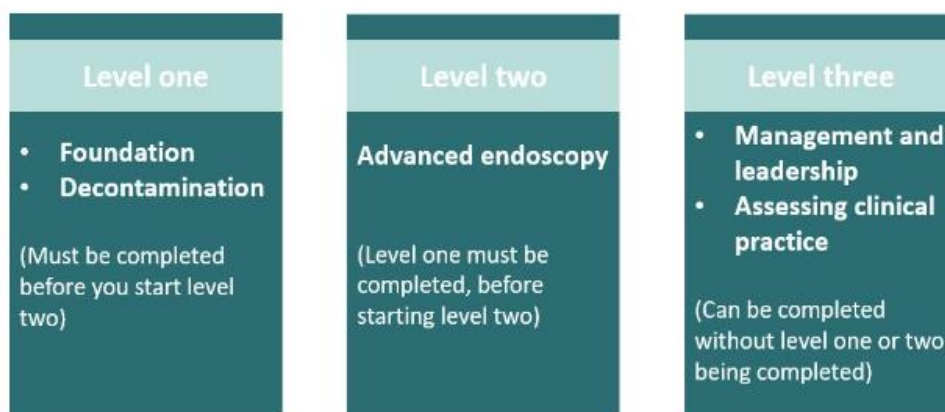 Level one
• Foundation
• Decontamination
(Must be completed
before you start level
two)
Level two
Advanced endoscopy
(Level one must be
completed, before
starting level two)
Level three
• Management and
leadership
• Assessing clinical
practice
(Can be completed
without level one or two
being completed)